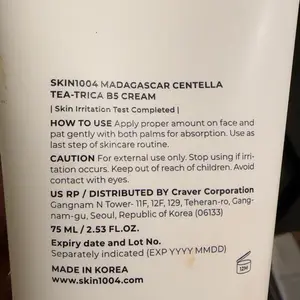 SKIN1004 MADAGASCAR CENTELLA
TEA-TRICA B5 CREAM
| Skin Irritation Test Completed |
HOW TO USE Apply proper amount on face and
pat gently with both palms for absorption. Use as
last step of skincare routine.
CAUTION For external use only. Stop using if irri-
tation occurs. Keep out of reach of children. Avoid
contact with eyes.
US RP / DISTRIBUTED BY Craver Corporation
Gangnam N Tower- 11F, 12F, 129, Teheran-ro, Gang-
nam-gu, Seoul, Republic of Korea (06133)
75 ML / 2.53 FL.OZ.
Expiry date and Lot No.
Separately indicated (EXP YYYY MMDD)
MADE IN KOREA
www.skin1004.com
12M